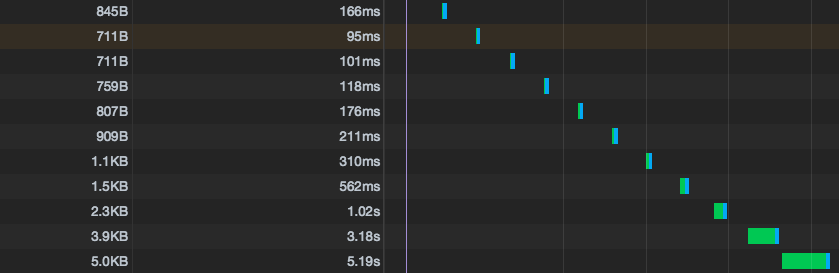 845B 166ms
711B 95ms
711B 101ms
759B 118ms
807B 176ms
909B 211ms
1.1KB 310ms
1.5KB 562ms
2.3KB 1.02s
3.9KB 3.18s
5.0KB 5.19s